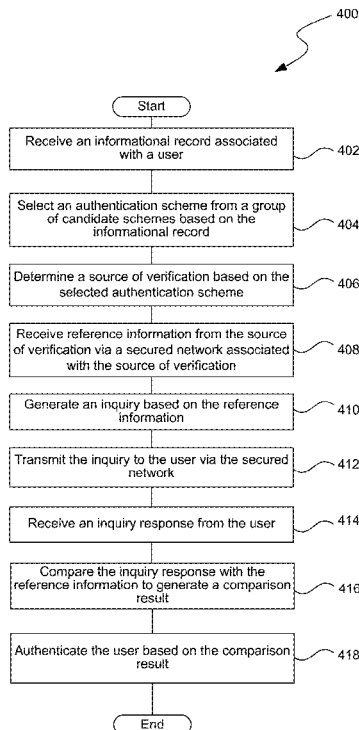 400
Start
Receive an informational record associated
with a user
402
Select an authentication scheme from a group
of candidate schemes based on the
informational record
404
Determine a source of verification based on the
selected authentication scheme
406
Receive reference information from the source
of verification via a secured network associated
with the source of verification
408
Generate an inquiry based on the reference
information
410
Transmit the inquiry to the user via the secured
network
412
Receive an inquiry response from the user
414
Compare the inquiry response with the
reference information to generate a comparison
result
416
Authenticate the user based on the comparison
result
418
End